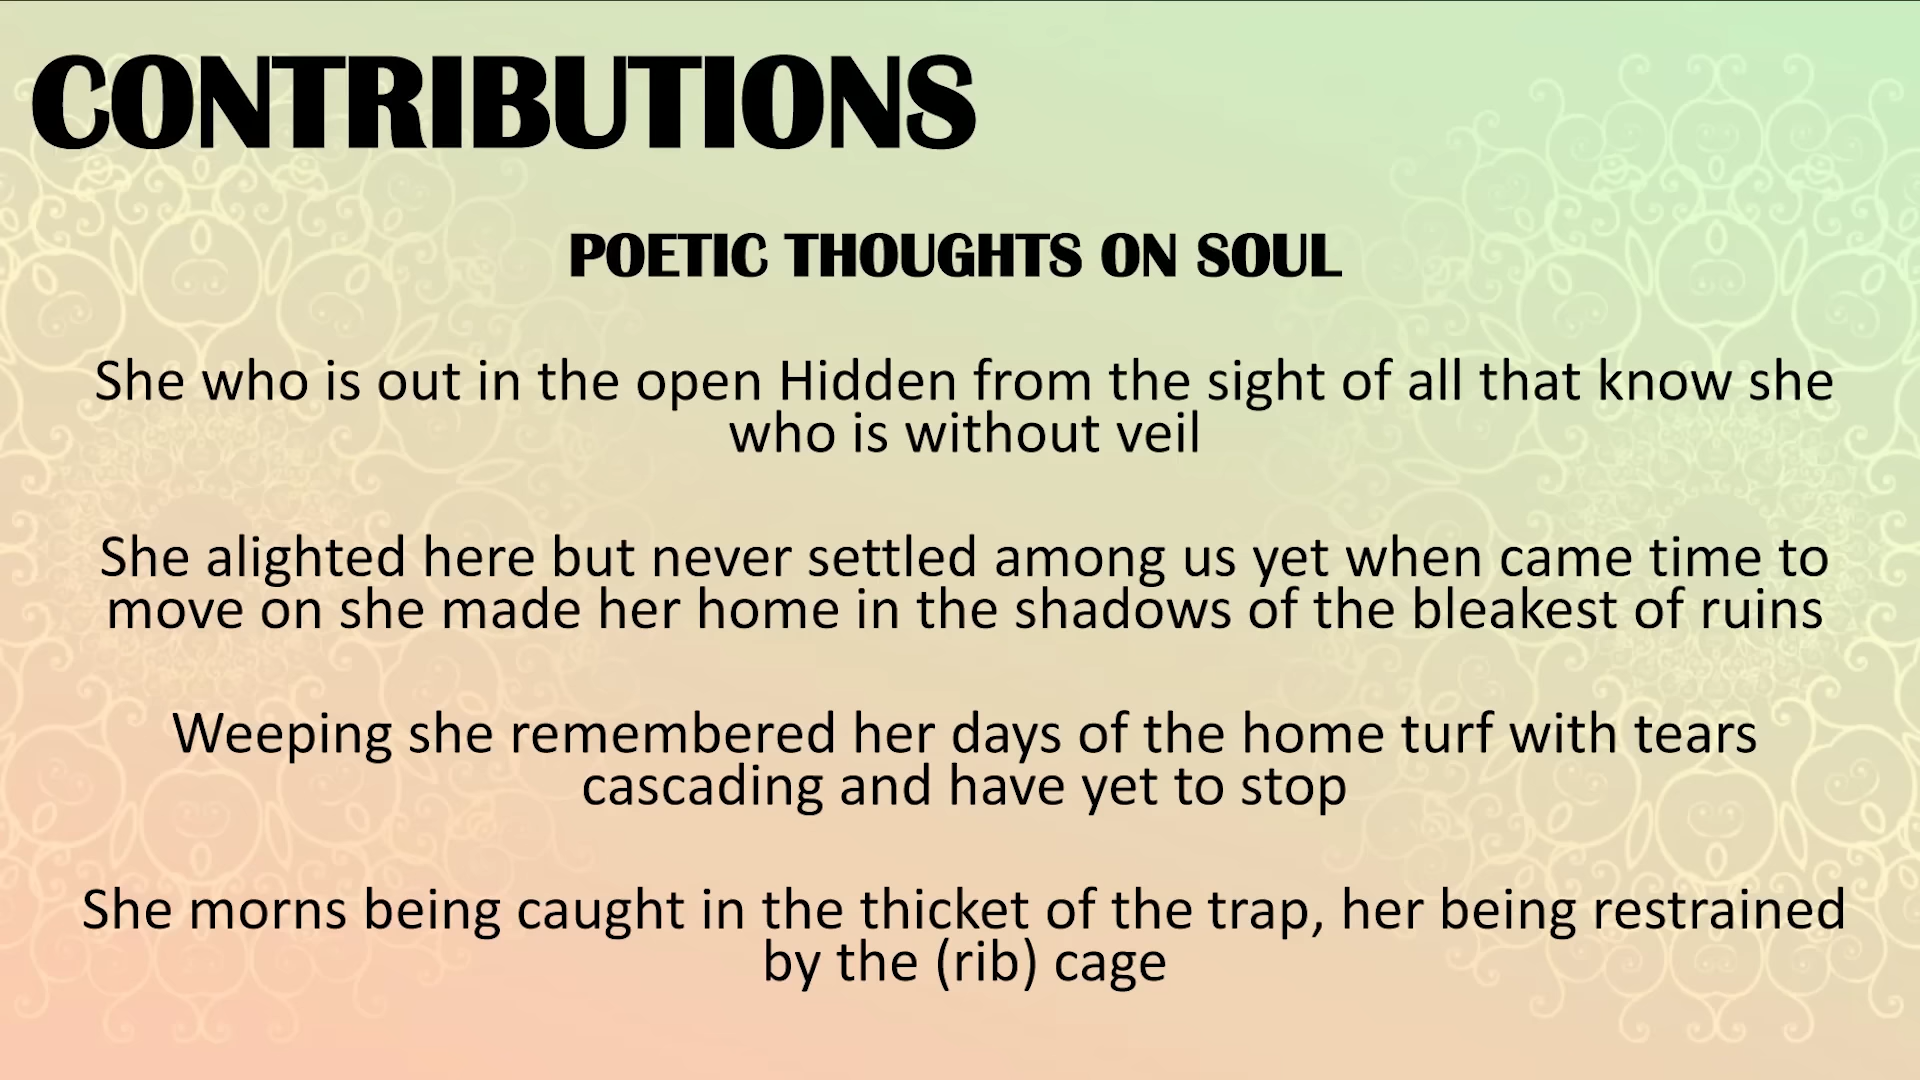 CONTRIBUTIONS
POETIC THOUGHTS ON SOUL
She who is out in the open Hidden from the sight of all that know she
who is without veil
She alighted here but never settled among us yet when came time to
move on she made her home in the shadows of the bleakest of ruins
Weeping she remembered her days of the home turf with tears
cascading and have yet to stop
She morns being caught in the thicket of the trap, her being restrained
by the (rib) cage